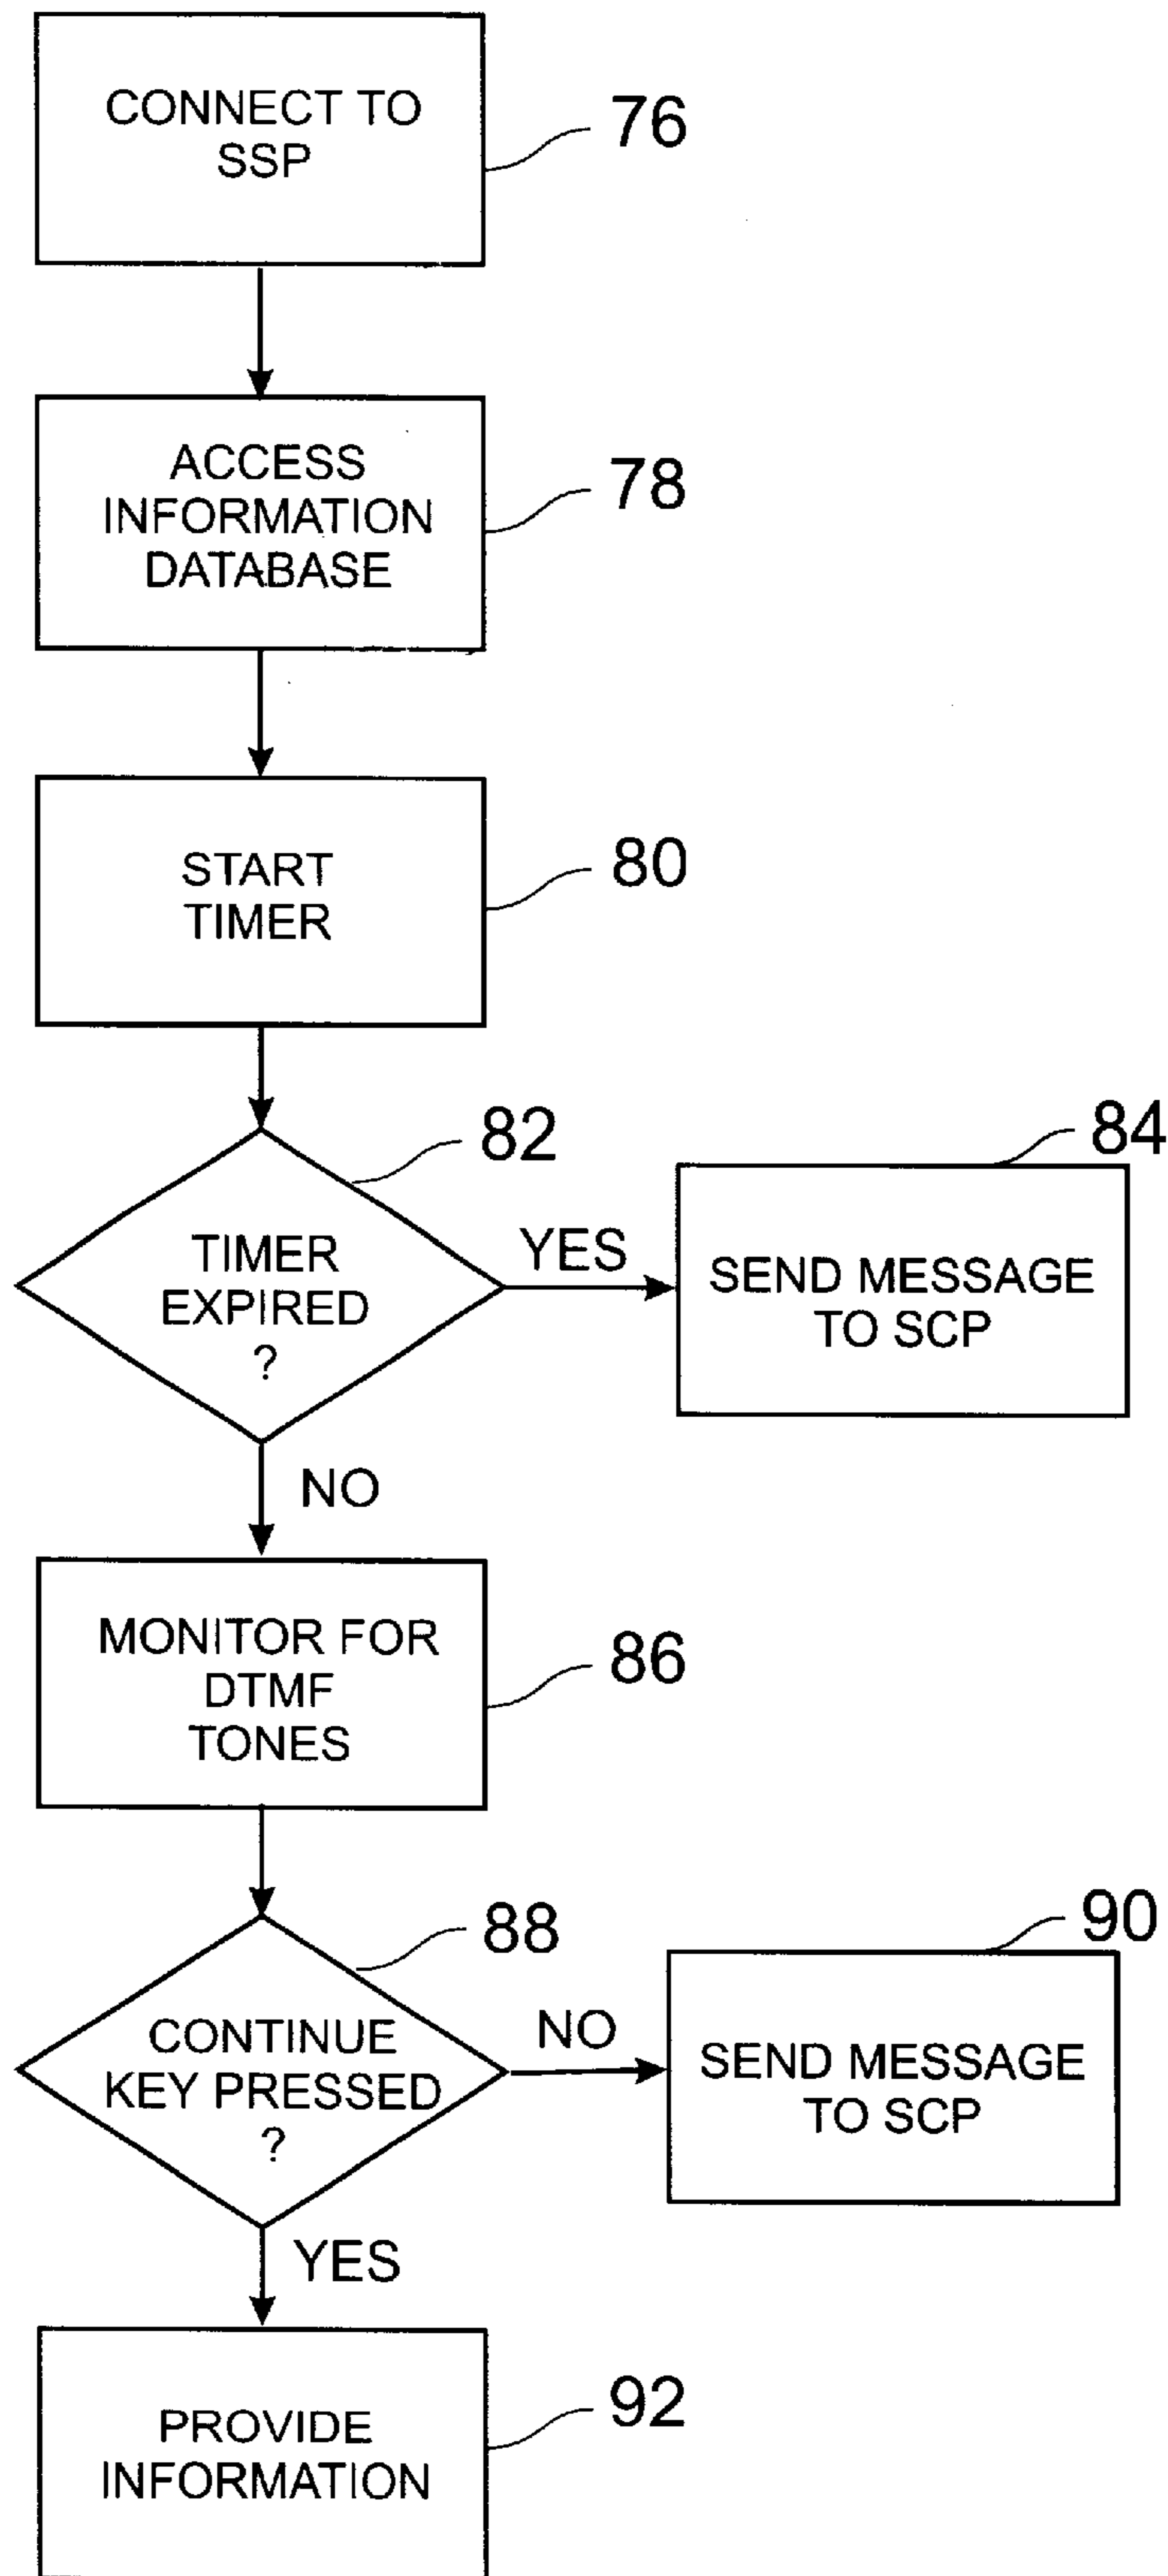 CONNECT TO
SSP
76
ACCESS
INFORMATION
DATABASE
78
START
TIMER
80
82
TIMER
EXPIRED
?
YES
84
SEND MESSAGE
TO SCP
NO
MONITOR FOR
DTMF
TONES
86
88
CONTINUE
KEY PRESSED
?
NO
90
SEND MESSAGE
TO SCP
YES
PROVIDE
INFORMATION
92